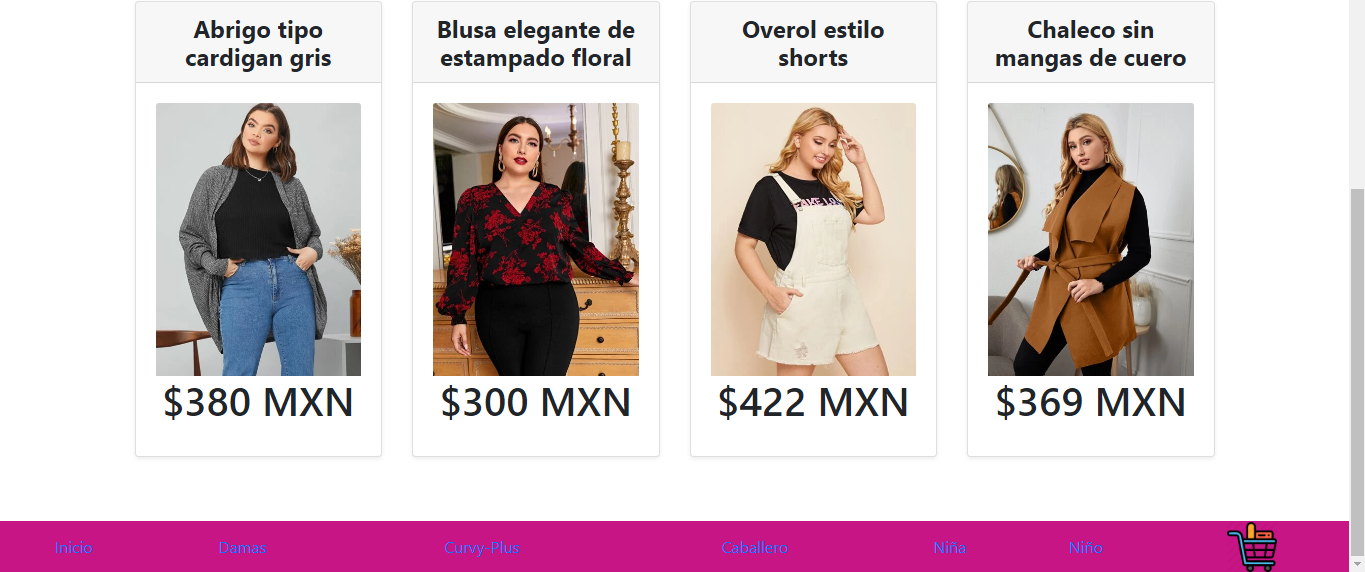 Abrigo tipo
cardigan gris
Blusa elegante de
estampado floral
Overol estilo
shorts
Chaleco sin
mangas de cuero
$380 MXN
$300 MXN
$422 MXN
$369 MXN
Inicio
Damas
Curvy-Plus
Caballero
Niña
Niño